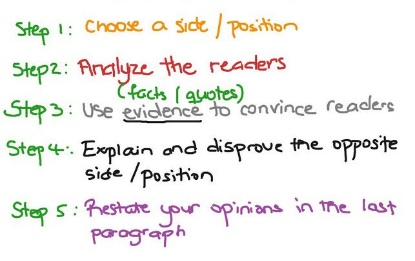 Step 1: Choose a side / position
Step2: Analyze the readers
(facts / quotes)
Step 3: Use evidence to convince readers
Step 4: Explain and disprove the opposite
side / position
Step 5: Restate your opinians in the last
paragraph